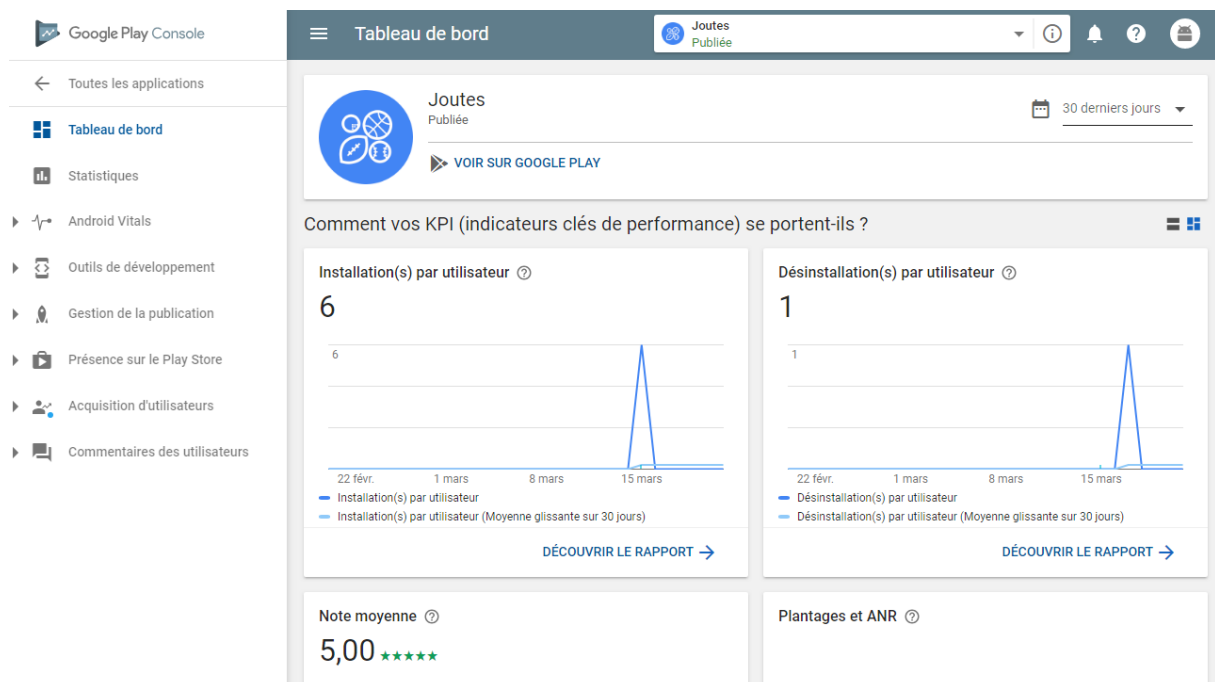 Google Play Console
Toutes les applications
Tableau de bord
Statistiques
Android Vitals
Outils de développement
Gestion de la publication
Présence sur le Play Store
Acquisition d'utilisateurs
Commentaires des utilisateurs
Tableau de bord
Joutes
Publiée
Joutes
Publiée
30 derniers jours
VOIR SUR GOOGLE PLAY
Comment vos KPI (indicateurs clés de performance) se portent-ils ?
Installation(s) par utilisateur
6
6
22 févr. 1 mars 8 mars 15 mars
Installation(s) par utilisateur
Installation(s) par utilisateur (Moyenne glissante sur 30 jours)
DÉCOUVRIR LE RAPPORT
Désinstallation(s) par utilisateur
1
1
22 févr. 1 mars 8 mars 15 mars
Désinstallation(s) par utilisateur
Désinstallation(s) par utilisateur (Moyenne glissante sur 30 jours)
DÉCOUVRIR LE RAPPORT
Note moyenne
5,00
Plantages et ANR